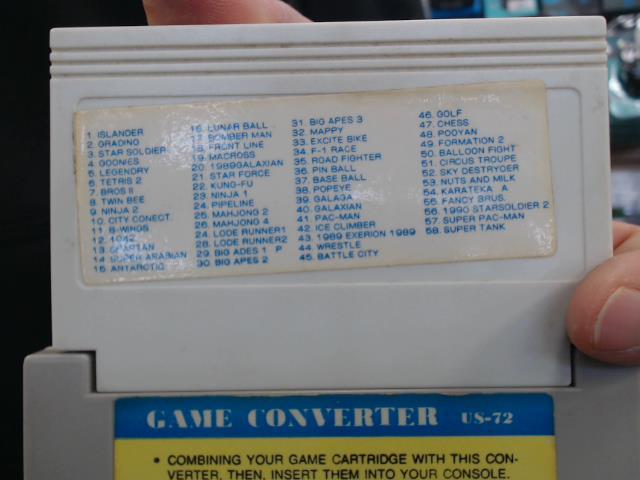 1. ISLANDER
2. GRADINO
3. STAR SOLDIER
4. GOONIES
5. LEGENDRY
6. TETRIS 2
7. BROS II
8. TWIN BEE
9. NINJA 2
10. CITY CONECT.
11. B-WINGS
12. 1942
13. SPARTAN
14. SUPER ARABIAN
15. ANTARCTIC
16. LUNAR BALL
17. BOMBER MAN
18. FRONT LINE
19. MACROSS
20. 1989GALAXIAN
21. STAR FORCE
22. KUNG-FU
23. NINJA 1
24. PIPELINE
25. MAHJONG 2
26. MAHJONG 4
24. LODE RUNNER1
28. LODE RUNNER2
29. BIG ADES 1 P
30. BIG APES 2
31. BIG APES 3
32. MAPPY
33. EXCITE BIKE
34. F-1 RACE
35. ROAD FIGHTER
36. PIN BALL
37. BASE BALL
38. POPEYE
39. GALAGA
40. GALAXIAN
41. PAC-MAN
42. ICE CLIMBER
43. 1989 EXERION 1989
44. WRESTLE
45. BATTLE CITY
46. GOLF
47. CHESS
48. POOYAN
49. FORMATION 2
50. BALLOON FIGHT
51. CIRCUS TROUPE
52. SKY DESTRYOER
53. NUTS AND MILK
54. KARATEKA A
55. FANCY BRUS.
56. 1990 STARSOLDIER 2
57. SUPER PAC-MAN
58. SUPER TANK
GAME CONVERTER US-72
• COMBINING YOUR GAME CARTRIDGE WITH THIS CON-
VERTER, THEN, INSERT THEM INTO YOUR CONSOLE.